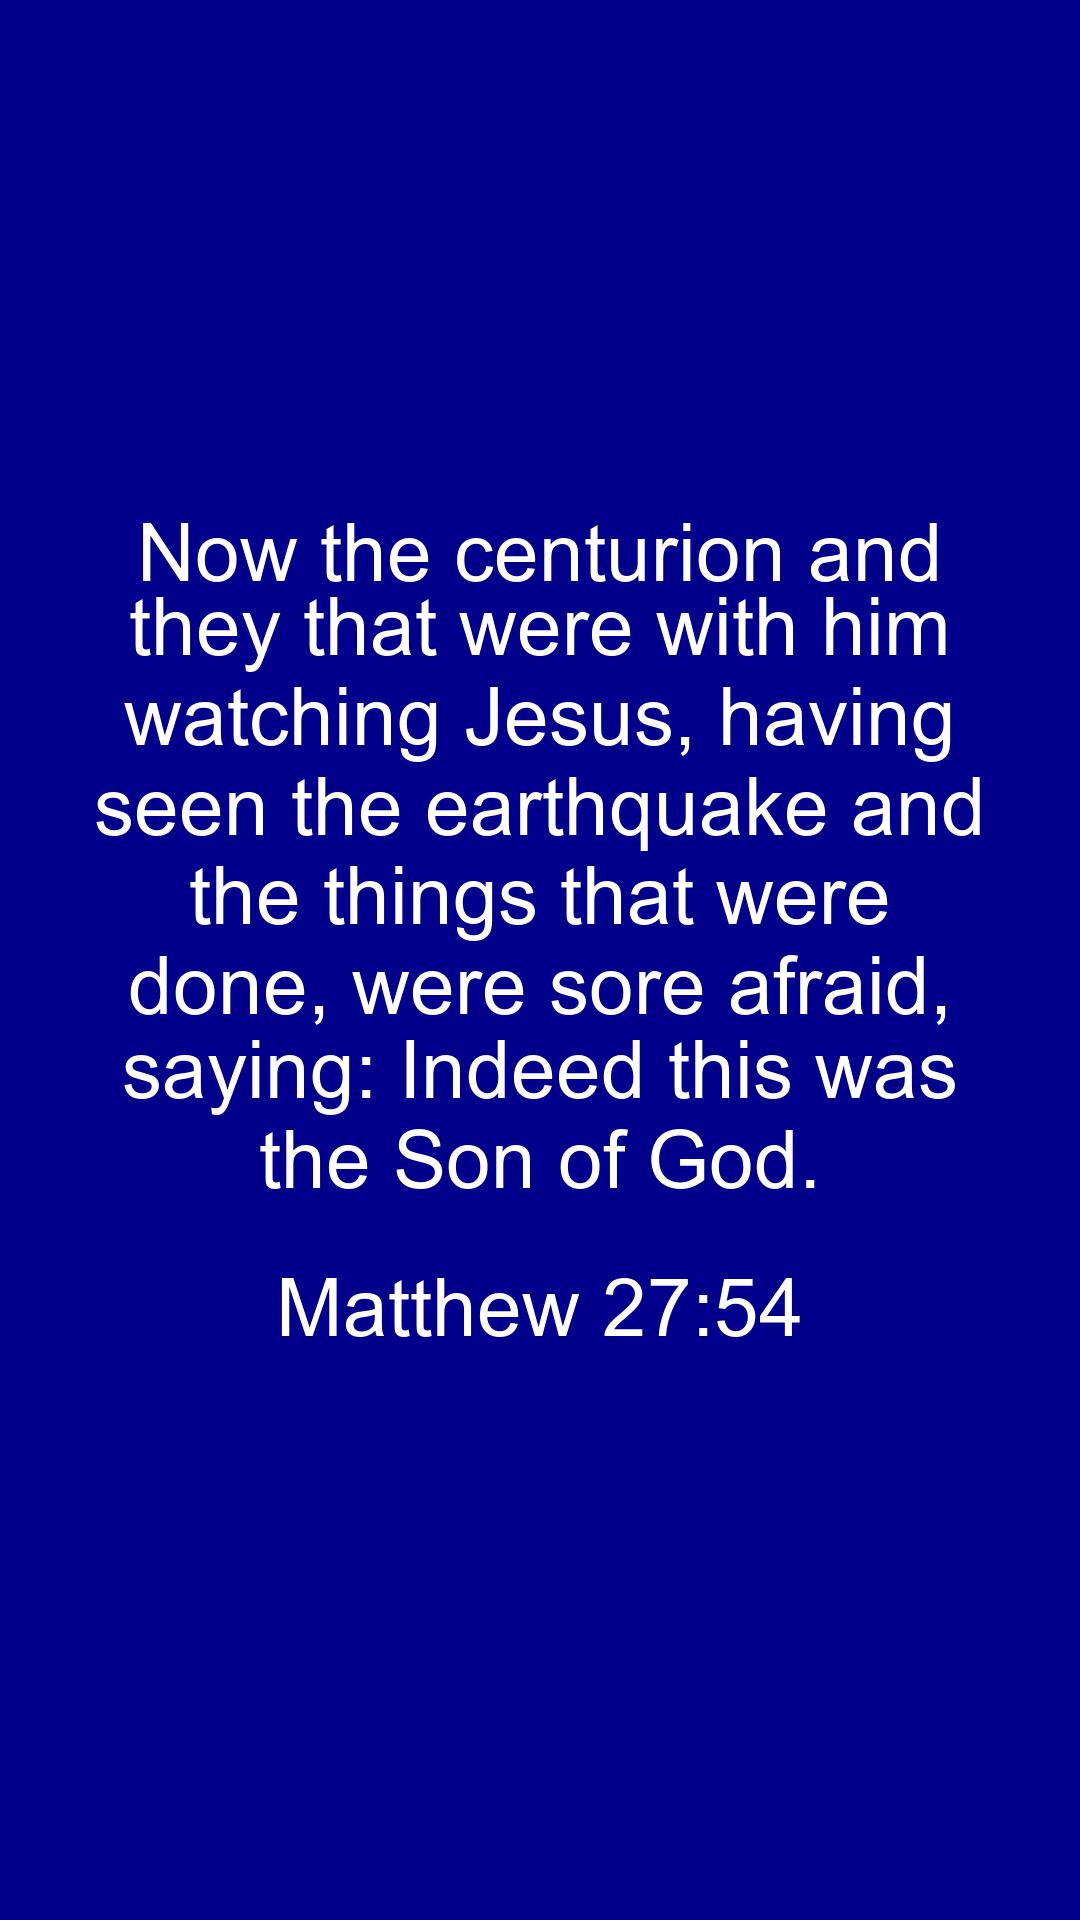 Now the centurion and
they that were with him
watching Jesus, having
seen the earthquake and
the things that were
done, were sore afraid,
saying: Indeed this was
the Son of God.
Matthew 27:54